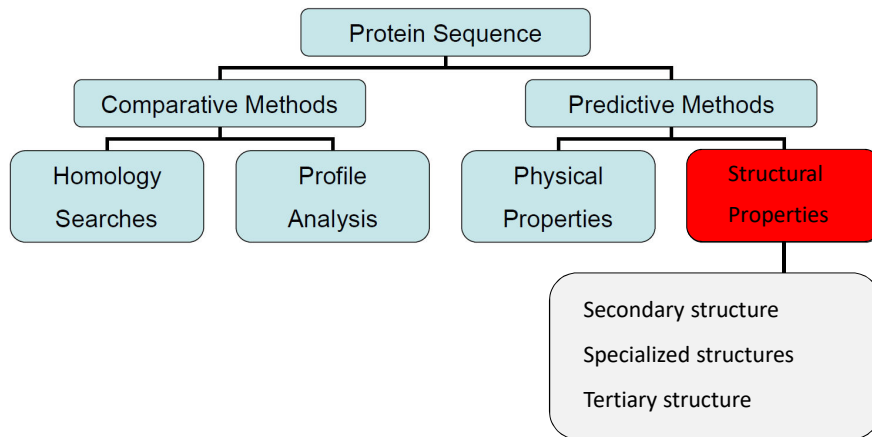 Protein Sequence
Comparative Methods
Predictive Methods
Homology
Searches
Profile
Analysis
Physical
Properties
Structural
Properties
Secondary structure
Specialized structures
Tertiary structure